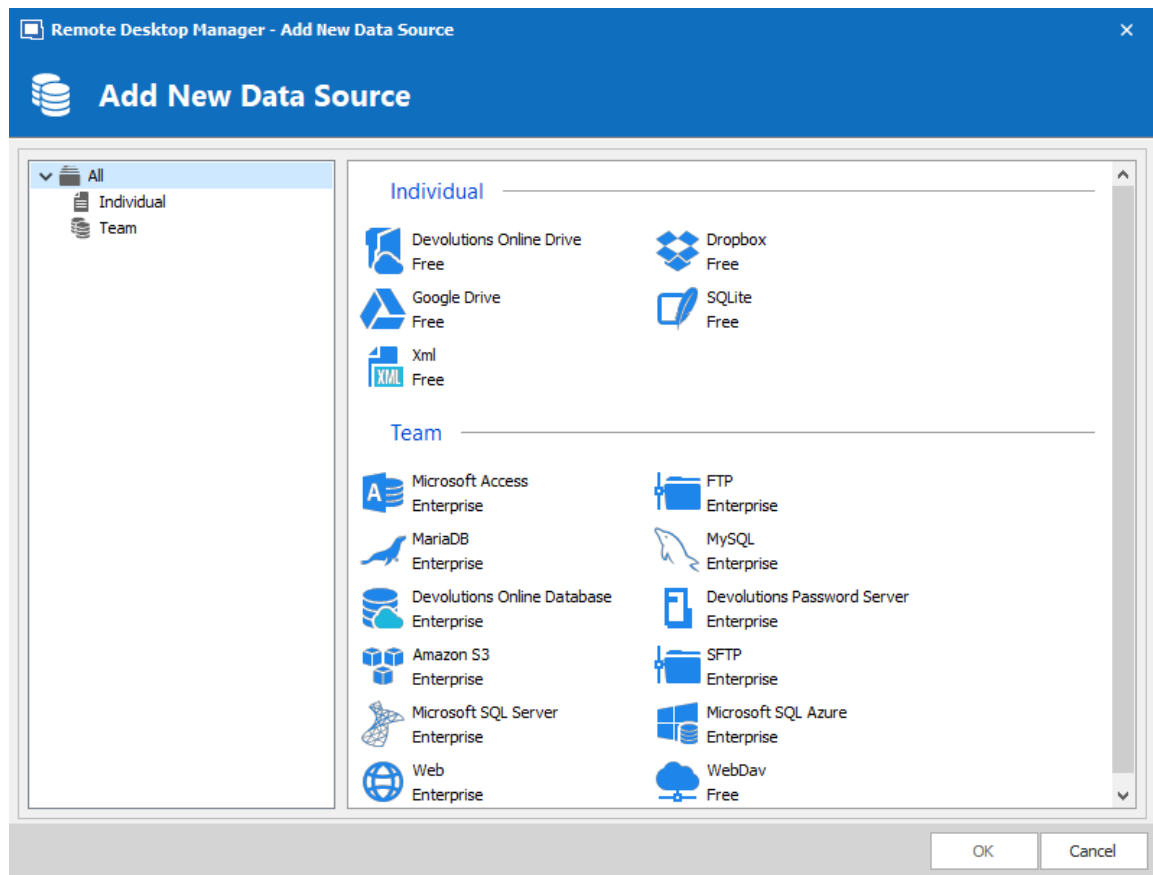 Remote Desktop Manager - Add New Data Source
Add New Data Source
All
Individual
Team
Individual
Devolutions Online Drive
Free
Dropbox
Free
Google Drive
Free
SQLite
Free
XML
Xml
Free
Team
A
Microsoft Access
Enterprise
FTP
Enterprise
MariaDB
Enterprise
MySQL
Enterprise
Devolutions Online Database
Enterprise
Devolutions Password Server
Enterprise
Amazon S3
Enterprise
SFTP
Enterprise
Microsoft SQL Server
Enterprise
Microsoft SQL Azure
Enterprise
Web
Enterprise
WebDav
Free
OK
Cancel